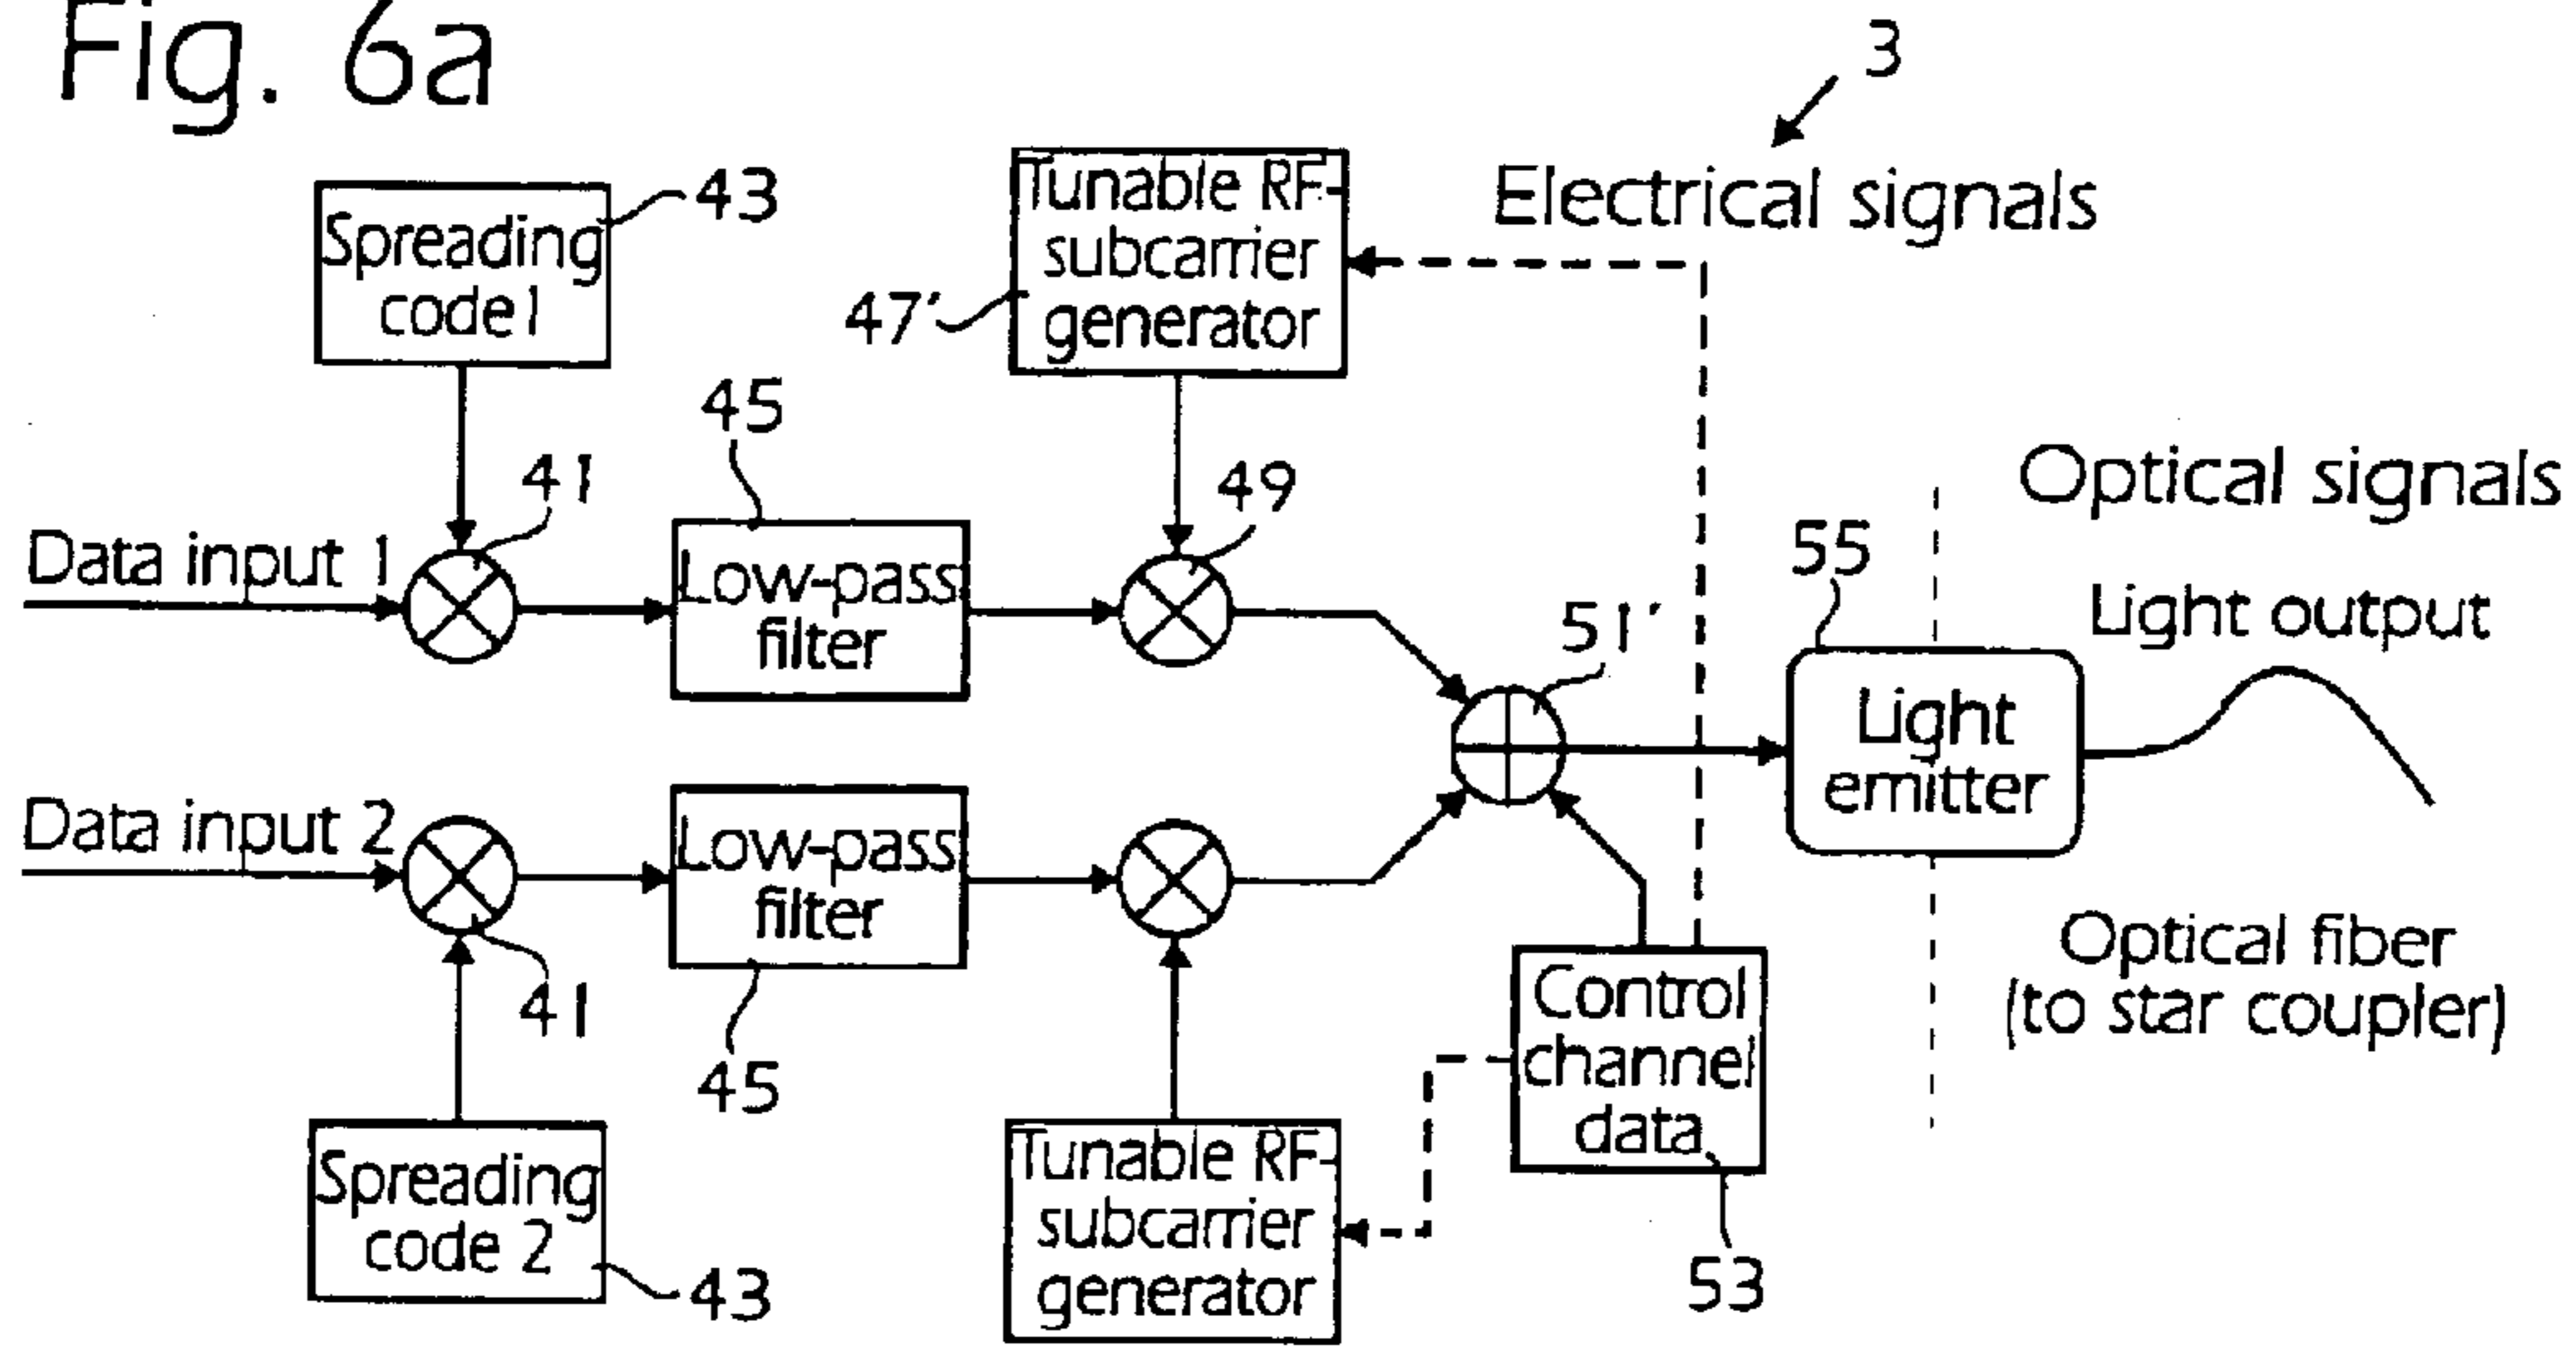 Fig. 6a
3
Electrical signals
Spreading
code 1
43
Tunable RF-
subcarrier
generator
47'
45
41
49
Data input 1
Low-pass
filter
Optical signals
55
51'
Light output
Light
emitter
Data input 2
41
Low-pass
filter
45
Optical fiber
(to star coupler)
Control
channel
data
53
Spreading
code 2
43
Tunable RF-
subcarrier
generator